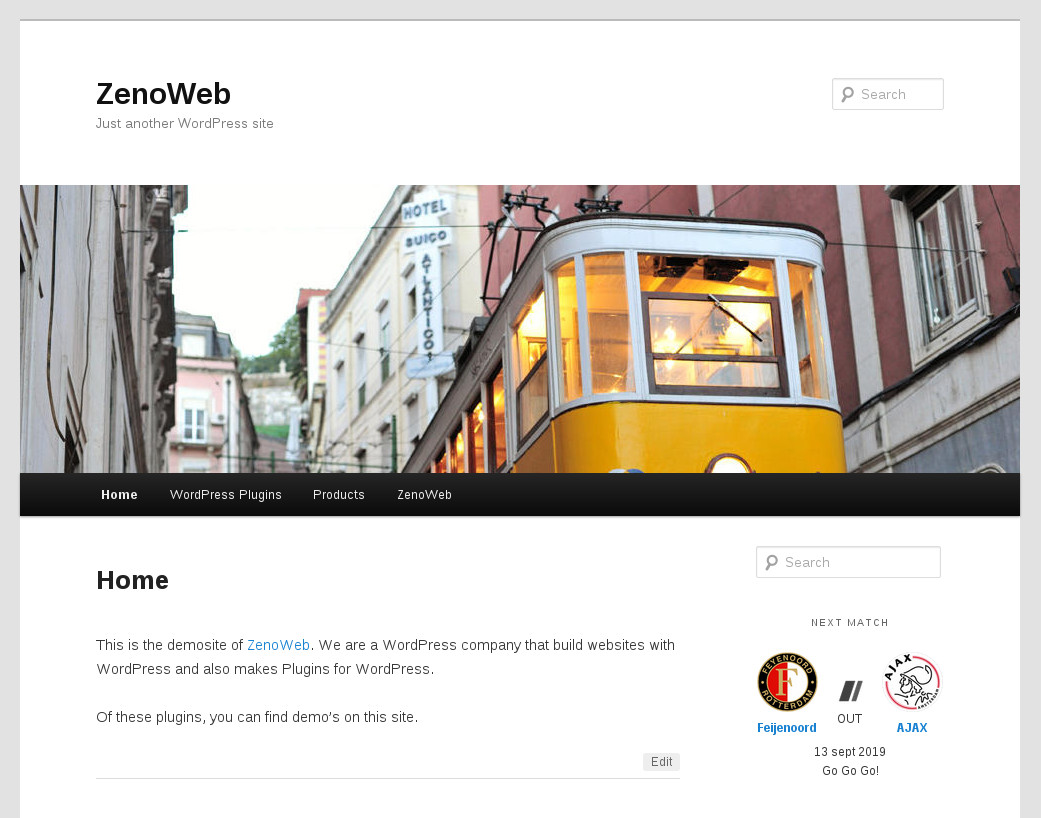 ZenoWeb
Just another WordPress site
Search
HOTEL
SUIÇO
ATLANTICO
Home WordPress Plugins Products ZenoWeb
Home
This is the demosite of ZenoWeb. We are a WordPress company that build websites with
WordPress and also makes Plugins for WordPress.
Of these plugins, you can find demo's on this site.
Edit
Search
NEXT MATCH
FEYENOORD
ROTTERDAM
F
AJAX
AMSTERDAM
OUT
Feijenoord AJAX
13 sept 2019
Go Go Go!